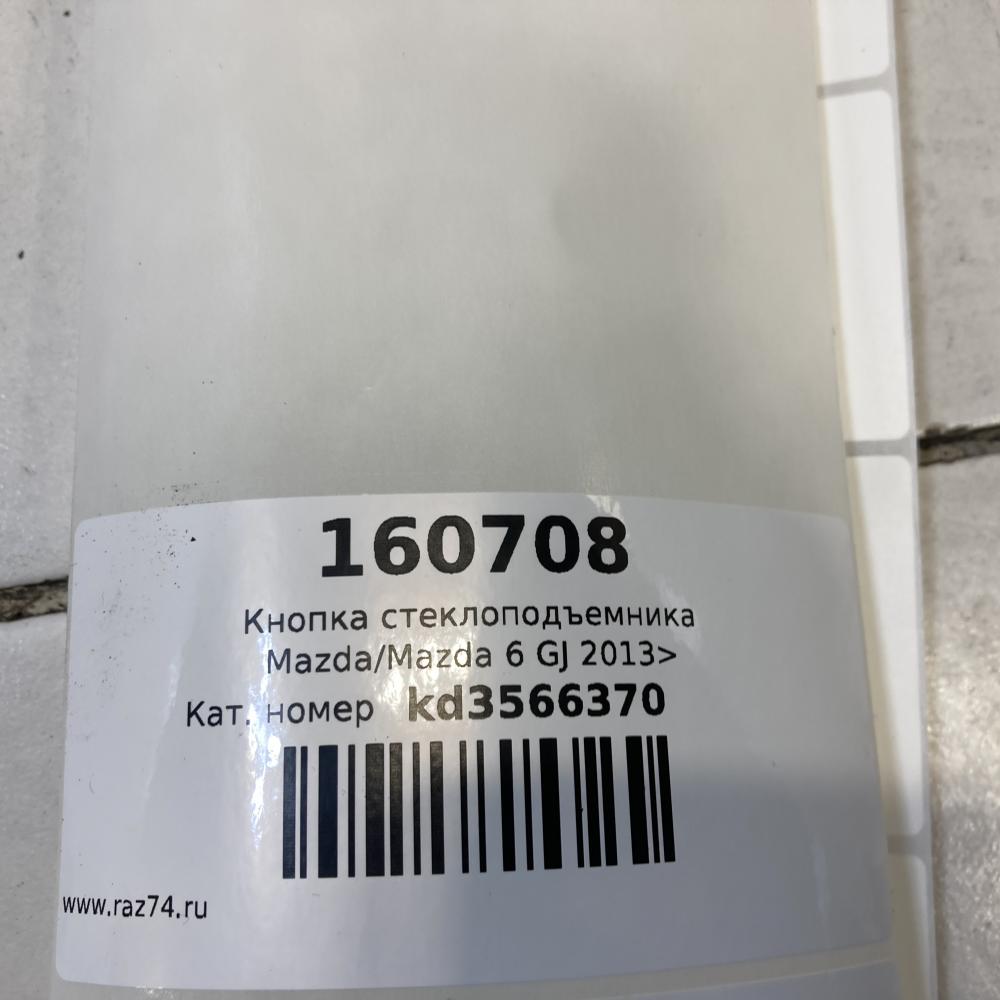 160708
Кнопка стеклоподъемника
Mazda/Mazda 6 GJ 2013>
Кат. номер kd3566370
www.raz74.ru